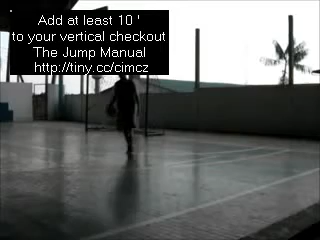 Add at least 10 '
to your vertical checkout
The Jump Manual
http://tiny.cc/cimcz